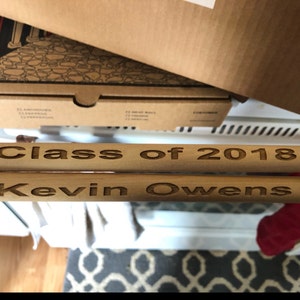 Class of 2018
Kevin Owens